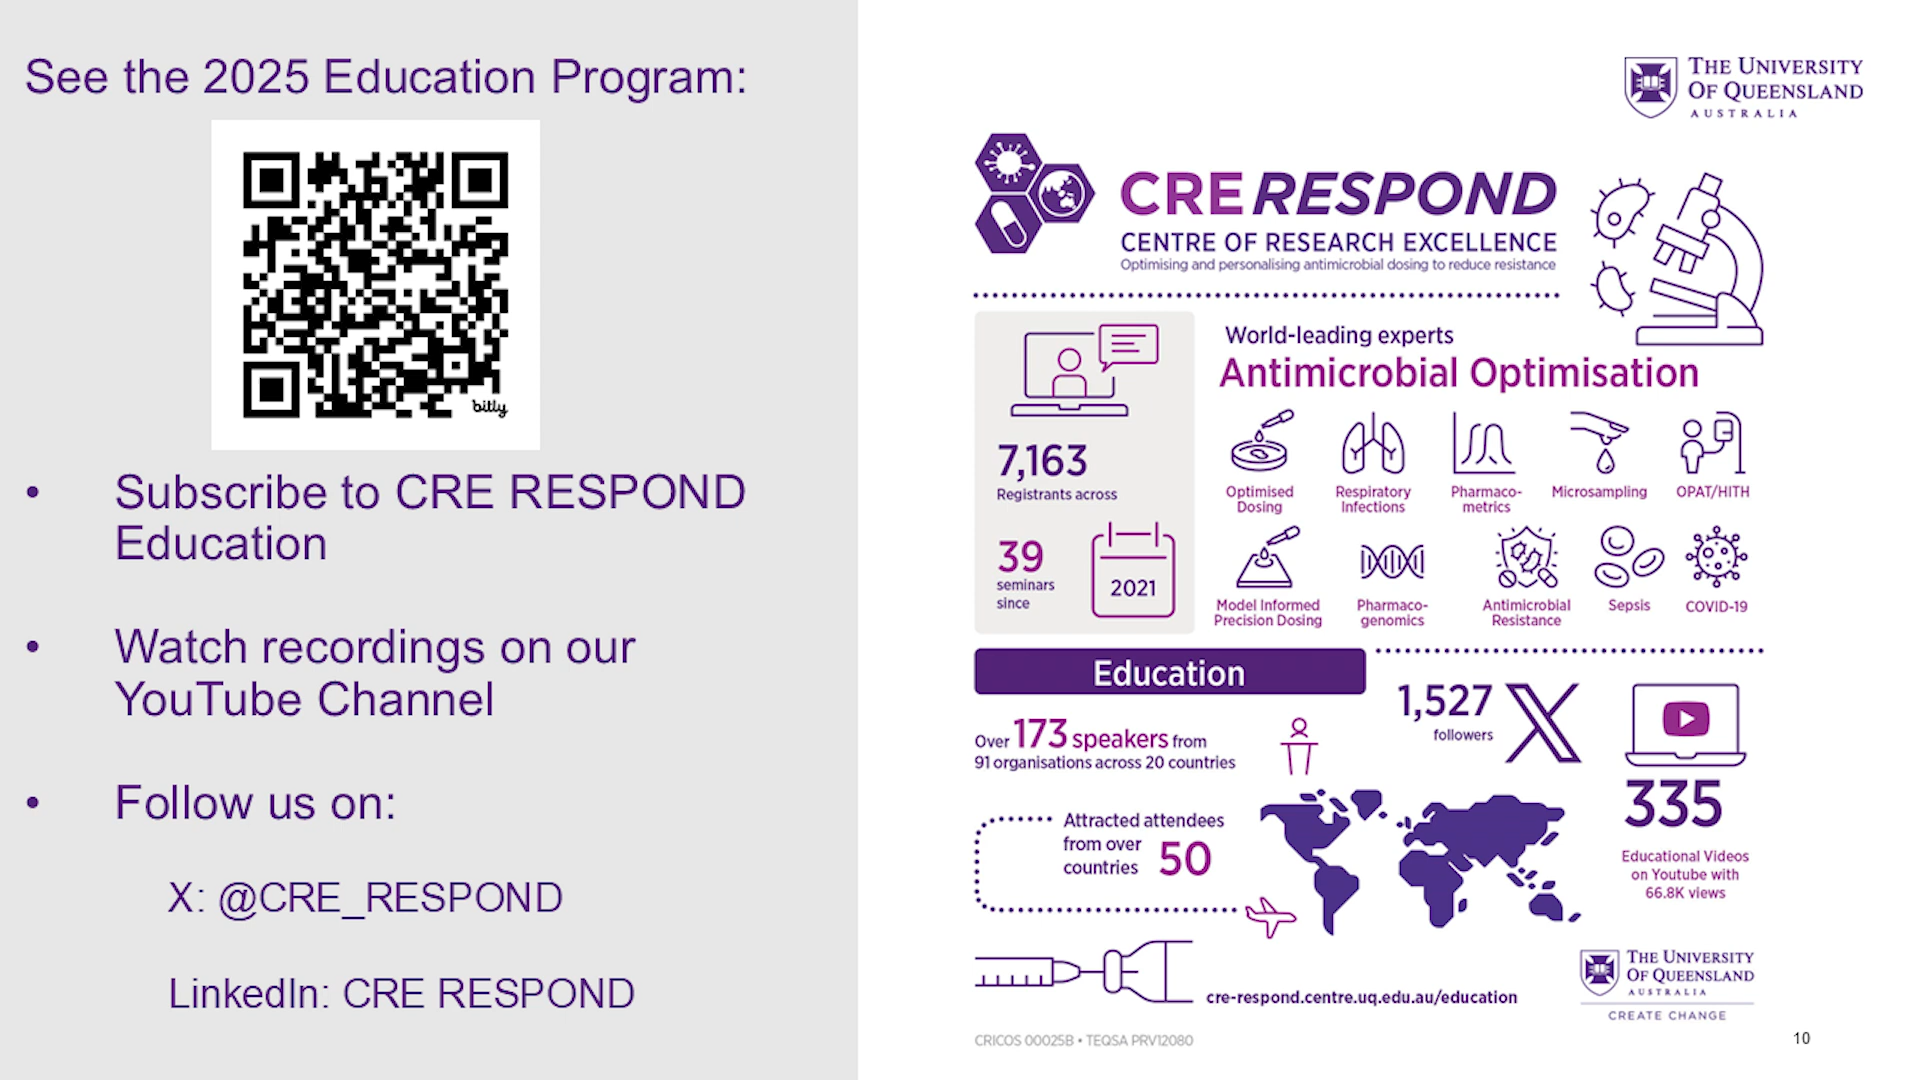 See the 2025 Education Program:
bitly
• Subscribe to CRE RESPOND
Education
• Watch recordings on our
YouTube Channel
• Follow us on:
X: @CRE_RESPOND
LinkedIn: CRE RESPOND
THE UNIVERSITY
OF QUEENSLAND
AUSTRALIA
CRE RESPOND
CENTRE OF RESEARCH EXCELLENCE
Optimising and personalising antimicrobial dosing to reduce resistance
7,163
Registrants across
39
seminars
since
2021
World-leading experts
Antimicrobial Optimisation
Optimised
Dosing
Respiratory
Infections
Pharmaco-
metrics
Microsampling
OPAT/HITH
Model Informed
Precision Dosing
Pharmaco-
genomics
Antimicrobial
Resistance
Sepsis
COVID-19
Education
Over 173 speakers from
91 organisations across 20 countries
1,527
followers
335
Educational Videos
on Youtube with
66.8K views
Attracted attendees
from over
countries 50
cre-respond.centre.uq.edu.au/education
THE UNIVERSITY
OF QUEENSLAND
AUSTRALIA
CREATE CHANGE
CRICOS 00025B • TEQSA PRV12080
10